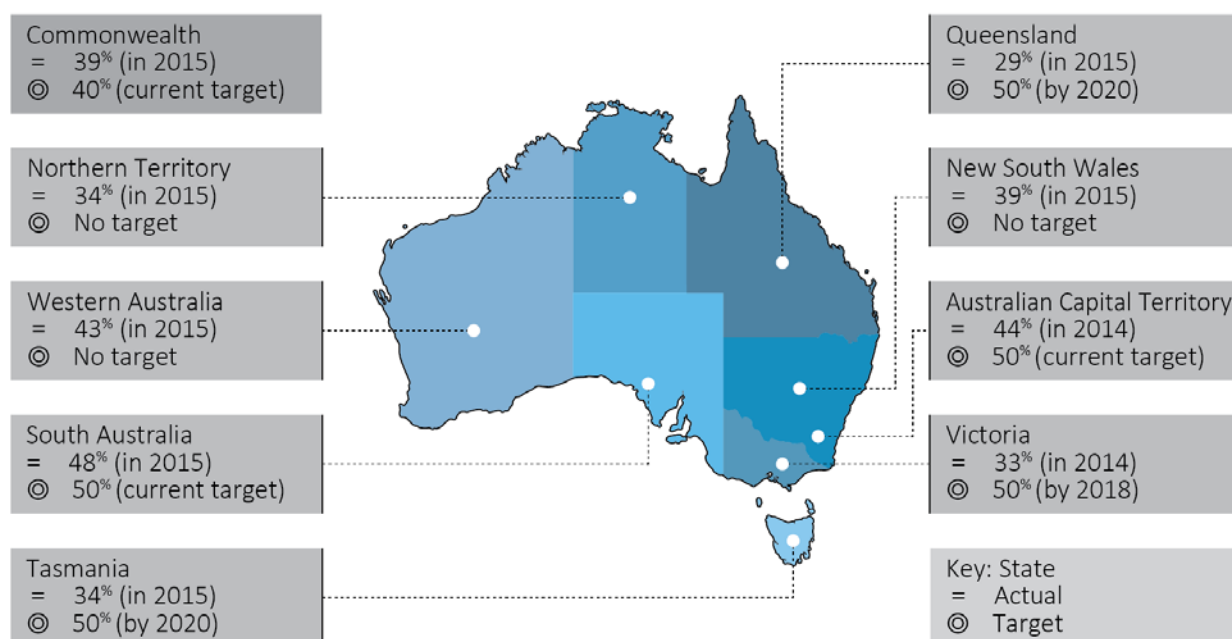 Commonwealth
= 39% (in 2015)
◎ 40% (current target)
Northern Territory
= 34% (in 2015)
◎ No target
Western Australia
= 43% (in 2015)
◎ No target
South Australia
= 48% (in 2015)
◎ 50% (current target)
Tasmania
= 34% (in 2015)
◎ 50% (by 2020)
Queensland
= 29% (in 2015)
◎ 50% (by 2020)
New South Wales
= 39% (in 2015)
◎ No target
Australian Capital Territory
= 44% (in 2014)
◎ 50% (current target)
Victoria
= 33% (in 2014)
◎ 50% (by 2018)
Key: State
= Actual
◎ Target